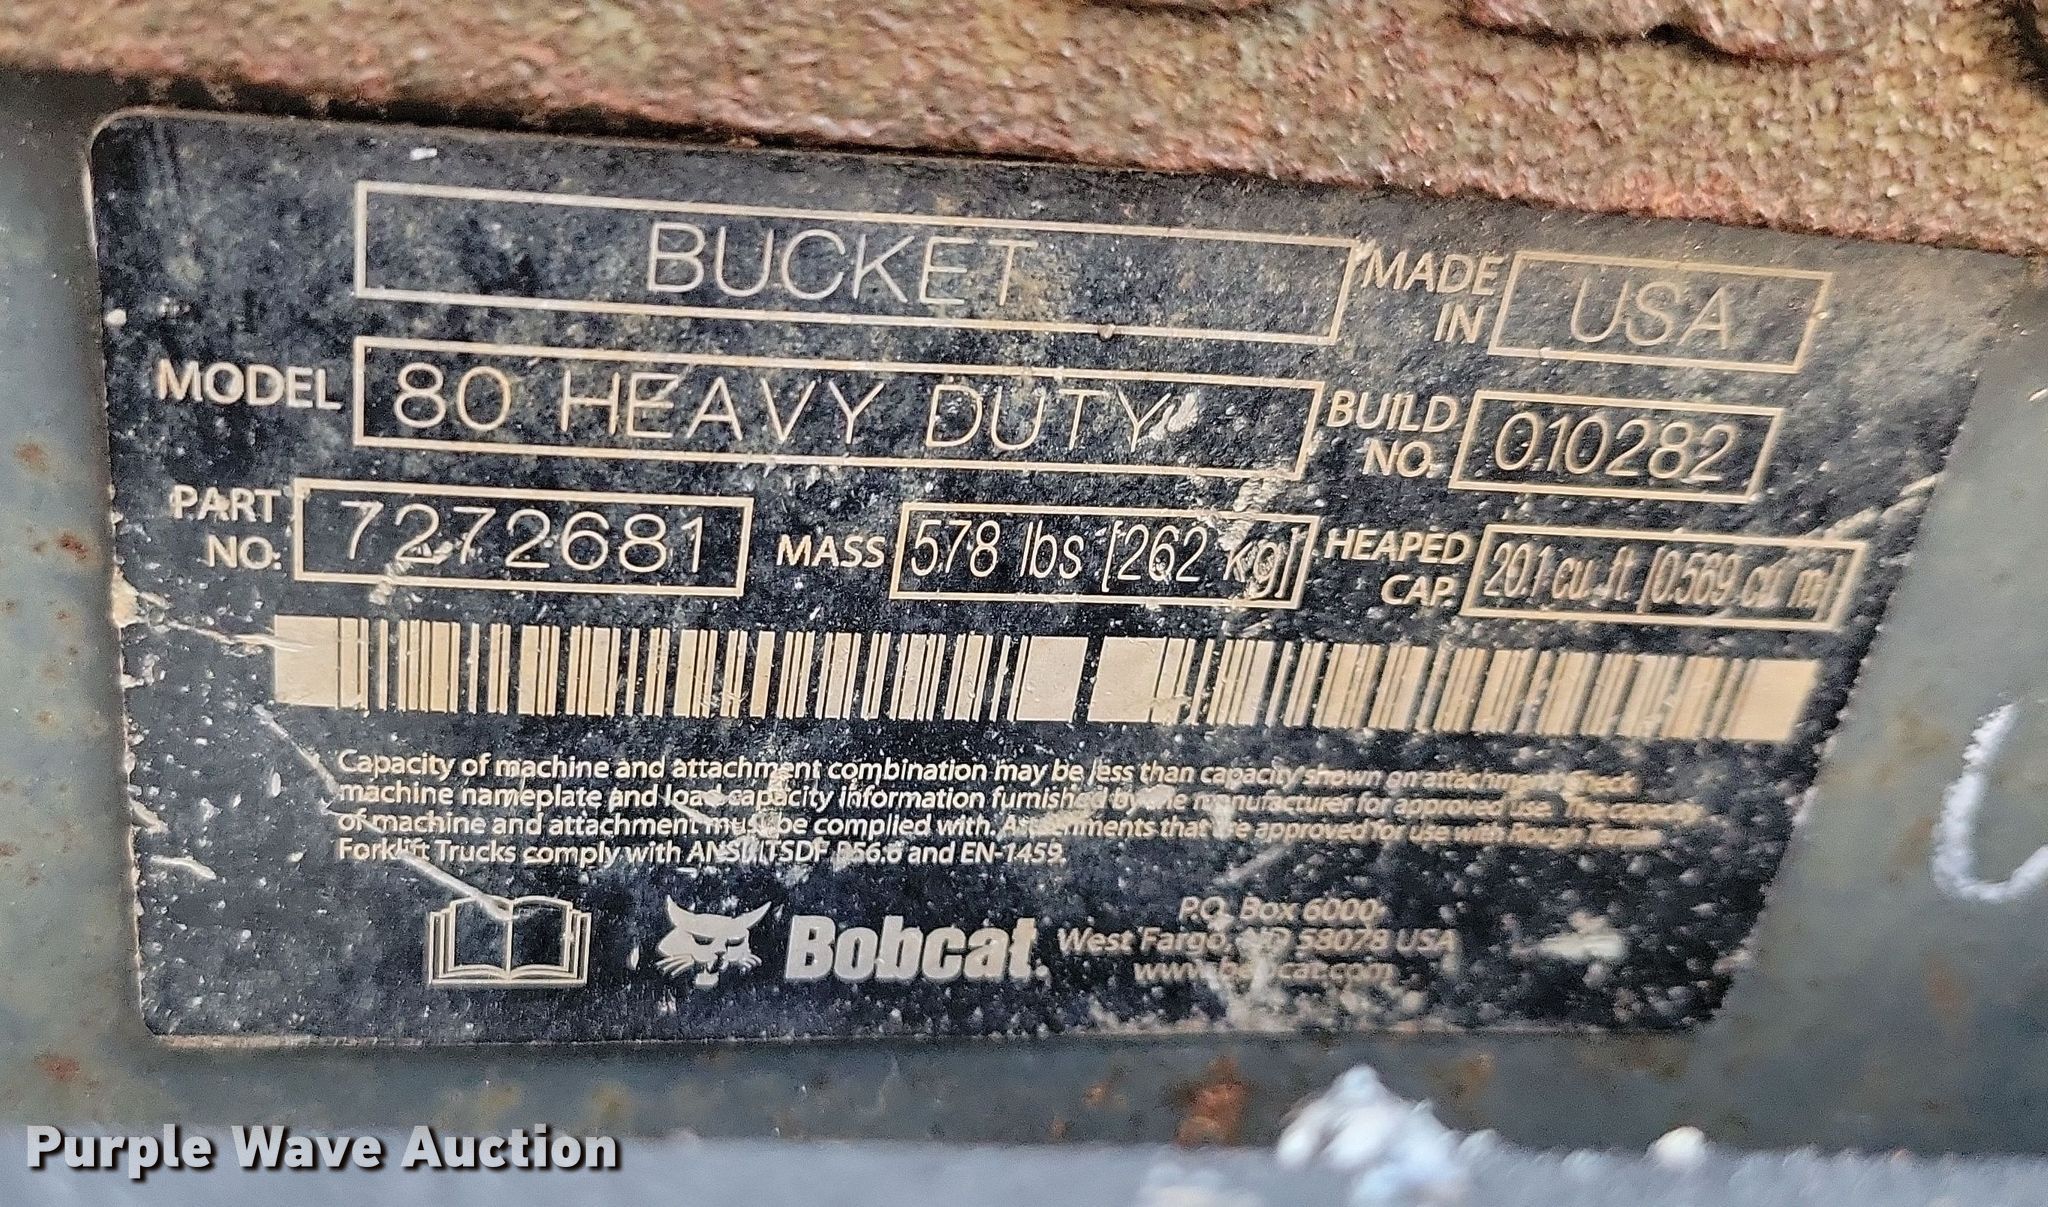 BUCKET
MADE IN USA
MODEL 80 HEAVY DUTY
BUILD NO. 010282
PART NO: 7272681
MASS 578 lbs [262 kg]
HEAPED CAP. 20.1 cu. ft. [0.569 cu. m]
Capacity of machine and attachment combination may be less than capacity shown on attachment. Check
machine nameplate and load capacity information furnished by the manufacturer for approved use. The capacity
of machine and attachment must be complied with. Attachments that are approved for use with Rough Terrain
Forklift Trucks comply with ANSI/ITSDF B56.6 and EN-1459.
Bobcat.
P.O. Box 6000
West Fargo, ND 58078 USA
www.bobcat.com
Purple Wave Auction